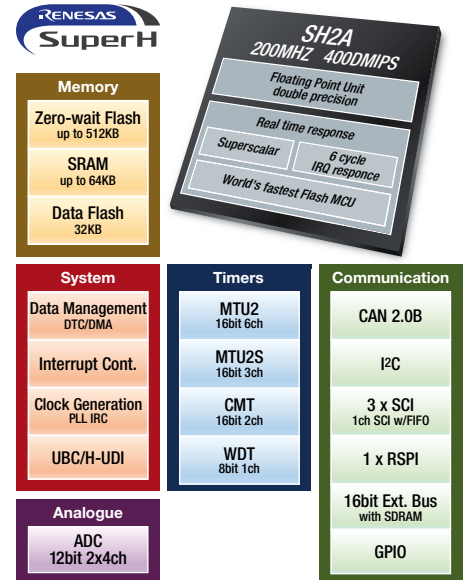 RENESAS
SuperH
SH2A
200MHZ 400DMIPS
Floating Point Unit
double precision
Real time response
Superscalar
6 cycle
IRQ responce
World's fastest Flash MCU
Memory
Zero-wait Flash
up to 512KB
SRAM
up to 64KB
Data Flash
32KB
System
Data Management
DTC/DMA
Interrupt Cont.
Clock Generation
PLL IRC
UBC/H-UDI
Timers
MTU2
16bit 6ch
MTU2S
16bit 3ch
CMT
16bit 2ch
WDT
8bit 1ch
Communication
CAN 2.0B
I²C
3 x SCI
1ch SCI w/FIFO
1 x RSPI
16bit Ext. Bus
with SDRAM
GPIO
Analogue
ADC
12bit 2x4ch